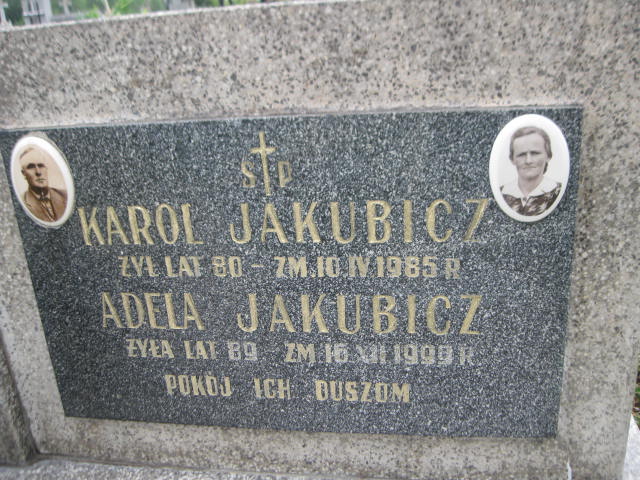 Ś P
KAROL JAKUBICZ
ŻYŁ LAT 80 - ZM. 10 IV 1985 R
ADELA JAKUBICZ
ŻYŁA LAT 89 - ZM 16 XII 1999 R
POKÓJ ICH DUSZOM